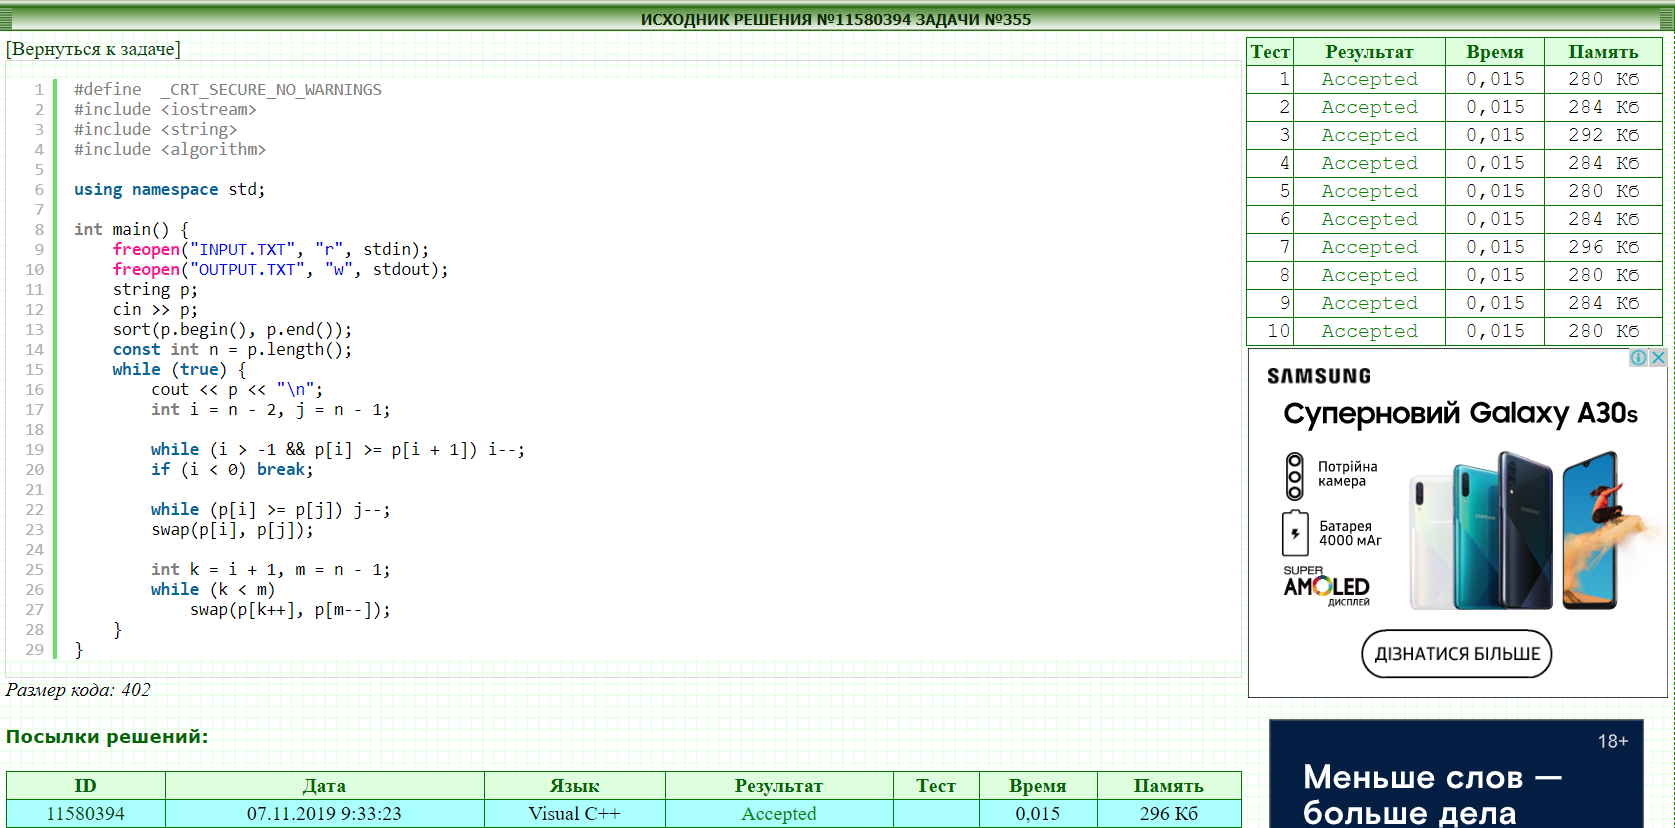 ИСХОДНИК РЕШЕНИЯ №11580394 ЗАДАЧИ №355
[Вернуться к задаче]
1 #define  _CRT_SECURE_NO_WARNINGS
2 #include <iostream>
3 #include <string>
4 #include <algorithm>
5
6 using namespace std;
7
8 int main() {
9     freopen("INPUT.TXT", "r", stdin);
10     freopen("OUTPUT.TXT", "w", stdout);
11     string p;
12     cin >> p;
13     sort(p.begin(), p.end());
14     const int n = p.length();
15     while (true) {
16         cout << p << "\n";
17         int i = n - 2, j = n - 1;
18
19         while (i > -1 && p[i] >= p[i + 1]) i--;
20         if (i < 0) break;
21
22         while (p[i] >= p[j]) j--;
23         swap(p[i], p[j]);
24
25         int k = i + 1, m = n - 1;
26         while (k < m)
27             swap(p[k++], p[m--]);
28     }
29 }
Размер кода: 402
Посылки решений:
ID Дата Язык Результат Тест Время Память
11580394 07.11.2019 9:33:23 Visual C++ Accepted 0,015 296 Кб
Тест Результат Время Память
1 Accepted 0,015 280 Кб
2 Accepted 0,015 284 Кб
3 Accepted 0,015 292 Кб
4 Accepted 0,015 284 Кб
5 Accepted 0,015 280 Кб
6 Accepted 0,015 284 Кб
7 Accepted 0,015 296 Кб
8 Accepted 0,015 280 Кб
9 Accepted 0,015 284 Кб
10 Accepted 0,015 280 Кб
SAMSUNG
Суперновий Galaxy A30s
Потрійна
камера
Батарея
4000 мАг
SUPER
AMOLED
ДИСПЛЕЙ
ДІЗНАТИСЯ БІЛЬШЕ
18+
Меньше слов —
больше дела